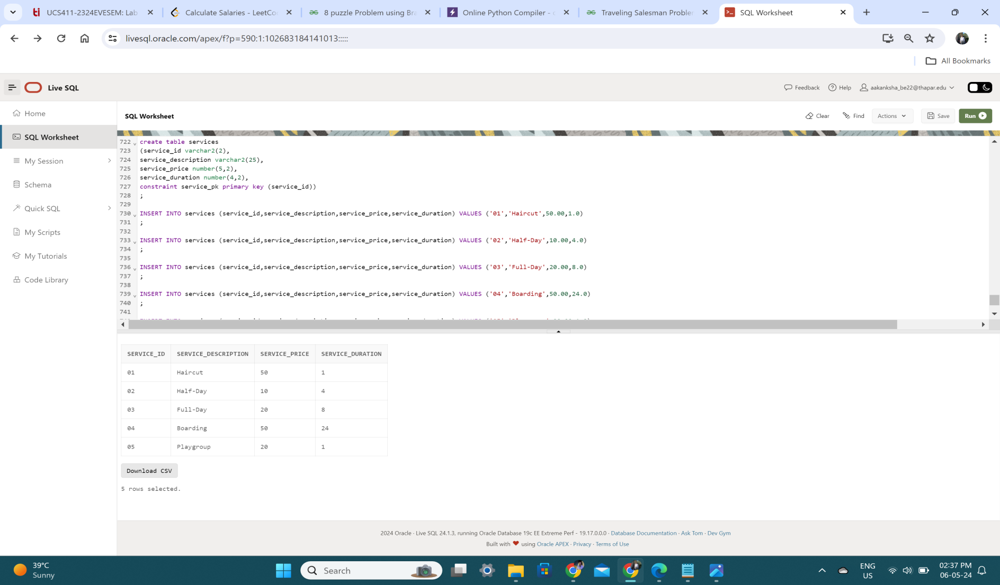 UCS411-2324EVESEM: Lab
Calculate Salaries - LeetCo
8 puzzle Problem using Bra
Online Python Compiler -
Traveling Salesman Problem
SQL Worksheet
livesql.oracle.com/apex/f?p=590:1:102683184141013:::::
All Bookmarks
Live SQL
Feedback
Help
aakanksha_be22@thapar.edu
Home
SQL Worksheet
My Session
Schema
Quick SQL
My Scripts
My Tutorials
Code Library
SQL Worksheet
Clear
Find
Actions
Save
Run
722 create table services
723 (service_id varchar2(2),
724 service_description varchar2(25),
725 service_price number(5,2),
726 service_duration number(4,2),
727 constraint service_pk primary key (service_id))
728 ;
729
730 INSERT INTO services (service_id,service_description,service_price,service_duration) VALUES ('01','Haircut',50.00,1.0)
731 ;
732
733 INSERT INTO services (service_id,service_description,service_price,service_duration) VALUES ('02','Half-Day',10.00,4.0)
734 ;
735
736 INSERT INTO services (service_id,service_description,service_price,service_duration) VALUES ('03','Full-Day',20.00,8.0)
737 ;
738
739 INSERT INTO services (service_id,service_description,service_price,service_duration) VALUES ('04','Boarding',50.00,24.0)
740 ;
741
SERVICE_ID SERVICE_DESCRIPTION SERVICE_PRICE SERVICE_DURATION
01 Haircut 50 1
02 Half-Day 10 4
03 Full-Day 20 8
04 Boarding 50 24
05 Playgroup 20 1
Download CSV
5 rows selected.
2024 Oracle · Live SQL 24.1.3, running Oracle Database 19c EE Extreme Perf - 19.17.0.0.0 · Database Documentation · Ask Tom · Dev Gym
Built with ❤ using Oracle APEX · Privacy · Terms of Use
39°C
Sunny
Search
ENG
US
02:37 PM
06-05-24